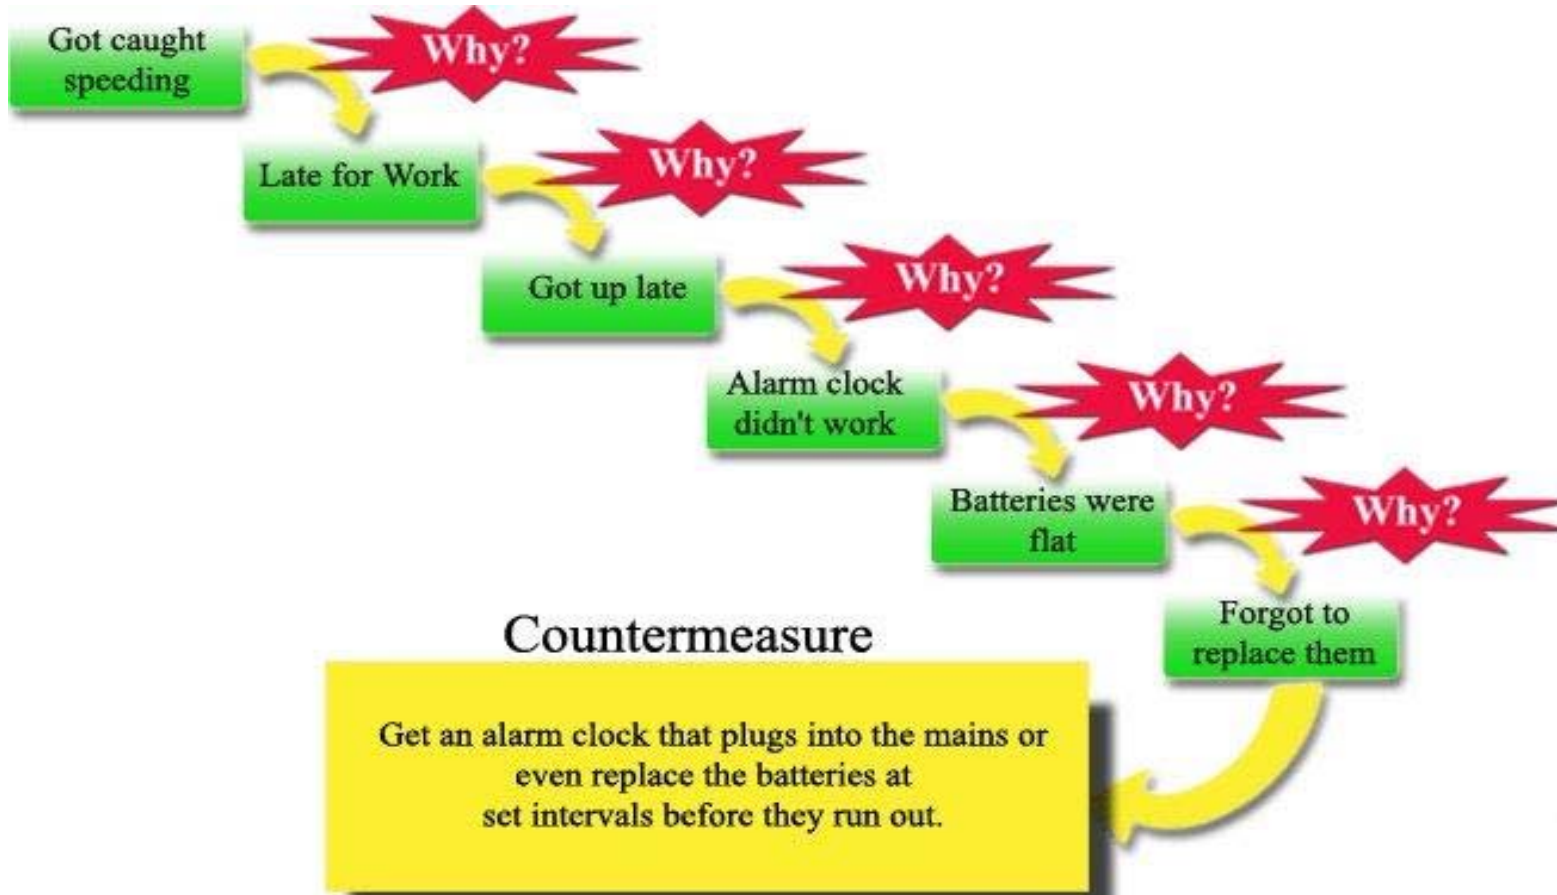 Got caught
speeding
Why?
Late for Work
Why?
Got up late
Why?
Alarm clock
didn't work
Why?
Batteries were
flat
Why?
Forgot to
replace them
Countermeasure
Get an alarm clock that plugs into the mains or
even replace the batteries at
set intervals before they run out.